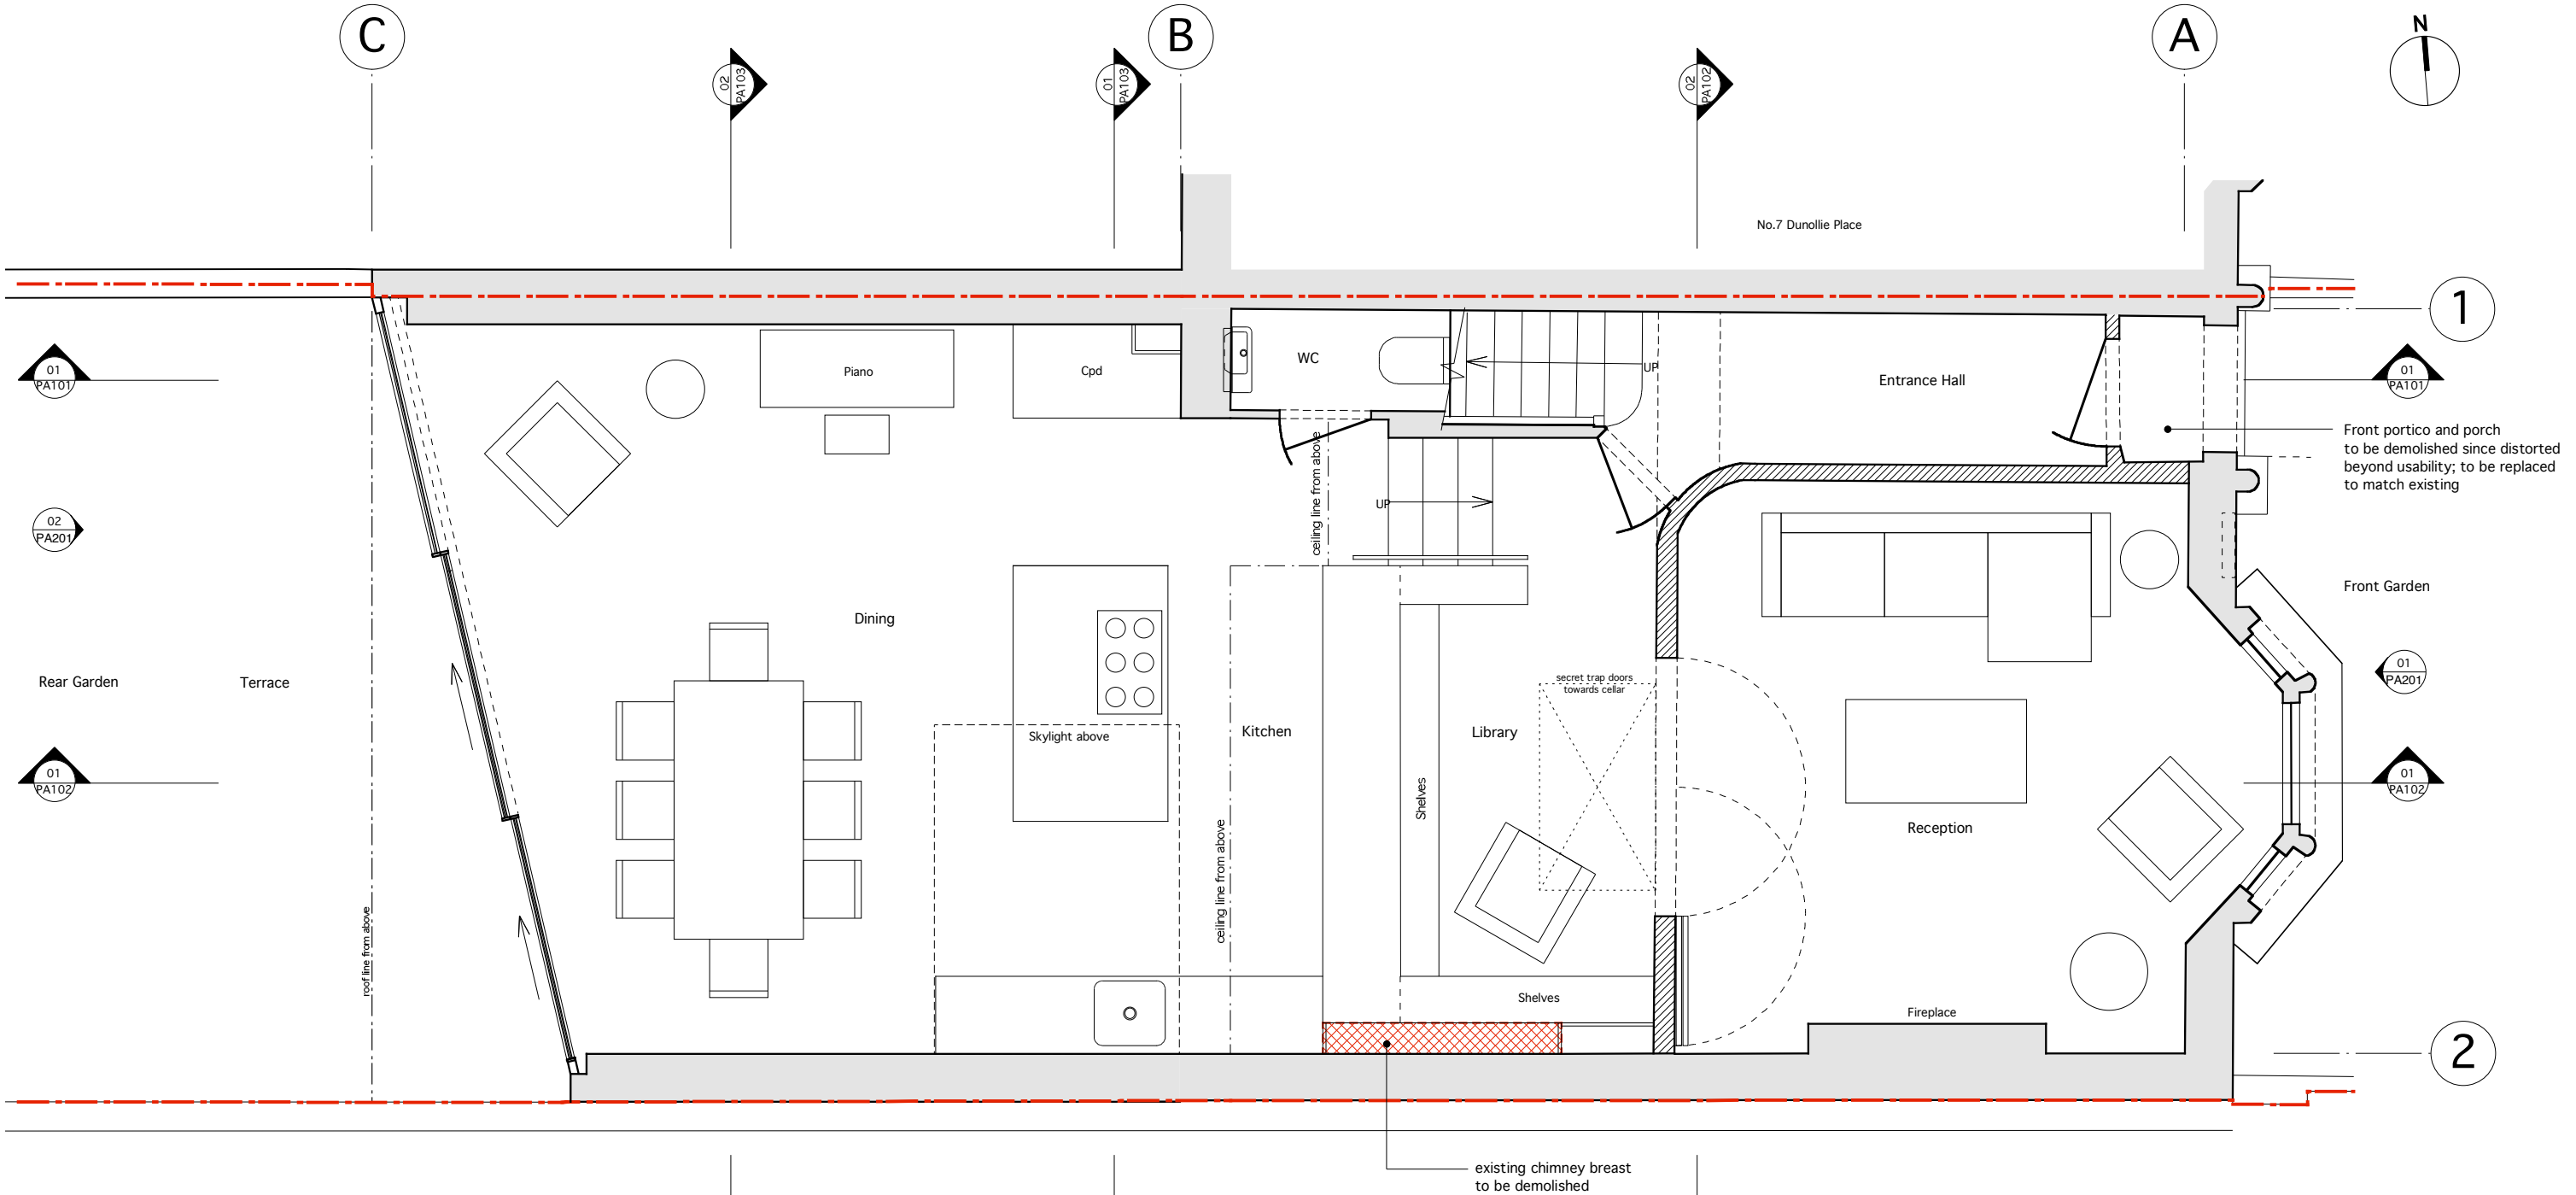 C
B
A
N
02
PA103
01
PA103
02
PA102
No.7 Dunollie Place
1
01
PA101
Piano
Cpd
WC
UP
Entrance Hall
01
PA101
Front portico and porch
to be demolished since distorted
beyond usability; to be replaced
to match existing
ceiling line from above
UP
02
PA201
Front Garden
Dining
Rear Garden
Terrace
secret trap doors
towards cellar
01
PA201
Skylight above
Kitchen
Library
01
PA102
01
PA102
Shelves
Reception
ceiling line from above
roof line from above
Shelves
Fireplace
2
existing chimney breast
to be demolished